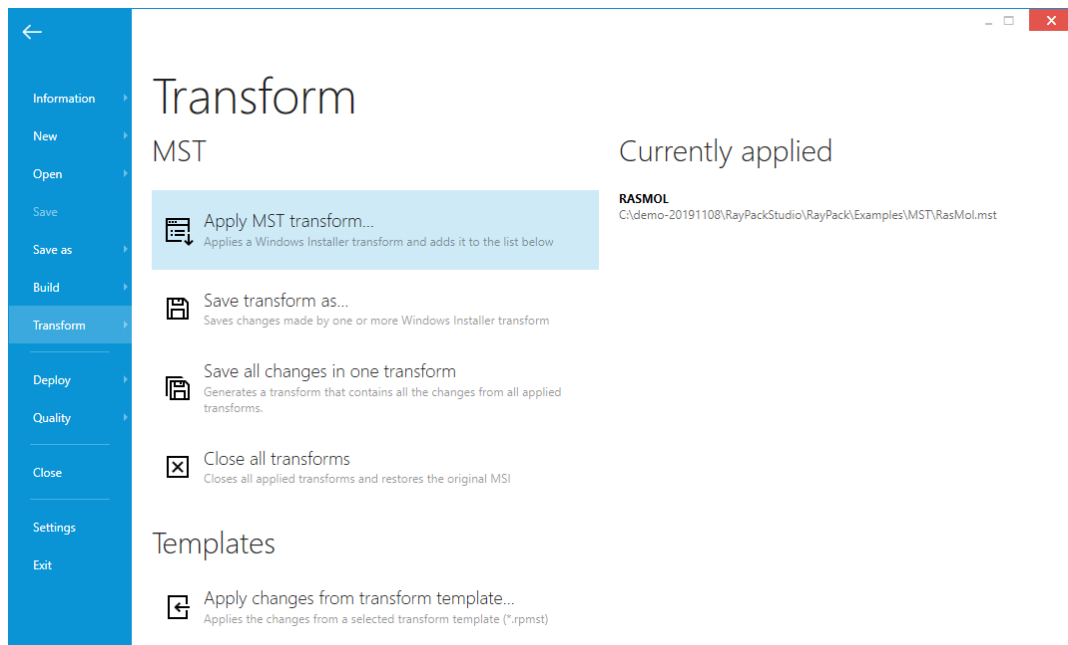 Information
New
Open
Save
Save as
Build
Transform
Deploy
Quality
Close
Settings
Exit
Transform
MST
Apply MST transform...
Applies a Windows Installer transform and adds it to the list below
Save transform as...
Saves changes made by one or more Windows Installer transform
Save all changes in one transform
Generates a transform that contains all the changes from all applied
transforms.
Close all transforms
Closes all applied transforms and restores the original MSI
Templates
Apply changes from transform template...
Applies the changes from a selected transform template (*.rpmst)
Currently applied
RASMOL
C:\demo-20191108\RayPackStudio\RayPack\Examples\MST\RasMol.mst